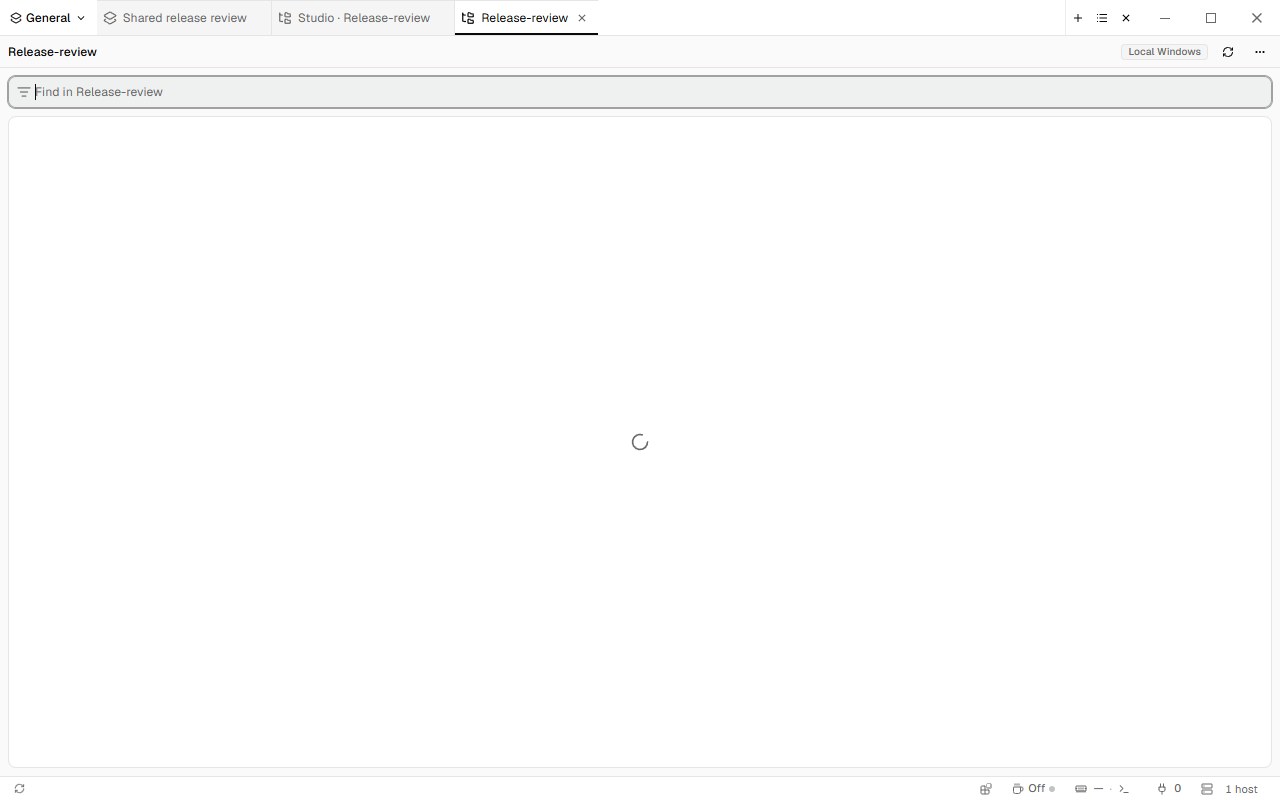 General
Shared release review
Studio · Release-review
Release-review
Release-review
Local Windows
Find in Release-review
Off
0
1 host